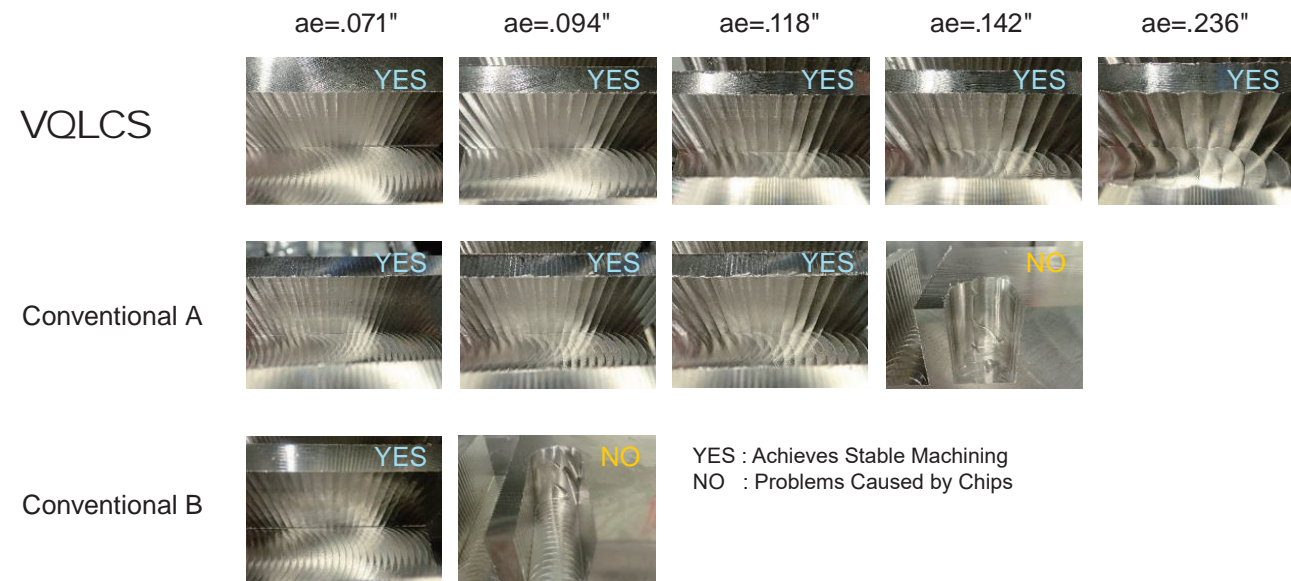 ae=.071" ae=.094" ae=.118" ae=.142" ae=.236"
VQLCS YES YES YES YES YES
Conventional A YES YES YES NO
Conventional B YES NO
YES : Achieves Stable Machining
NO : Problems Caused by Chips